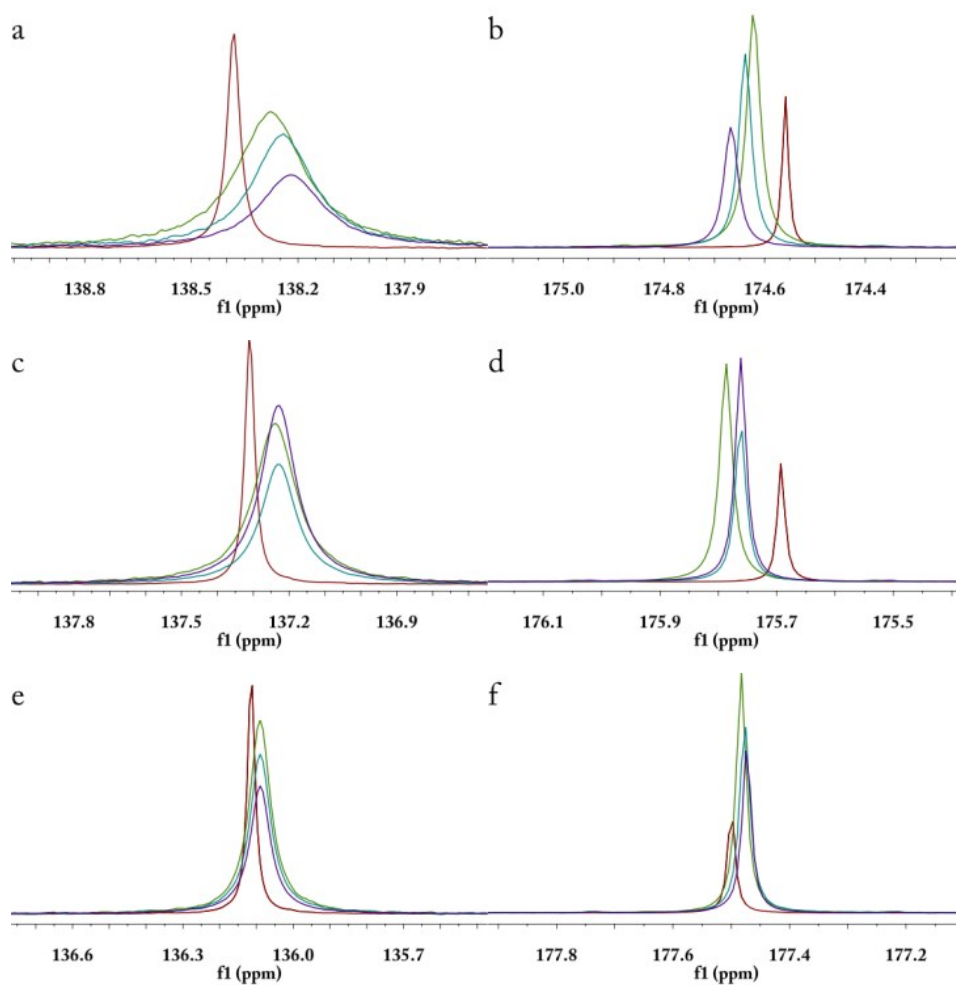 a b
138.8 138.5 138.2 137.9 175.0 174.8 174.6 174.4
f1 (ppm) f1 (ppm)
c d
137.8 137.5 137.2 136.9 176.1 175.9 175.7 175.5
f1 (ppm) f1 (ppm)
e f
136.6 136.3 136.0 135.7 177.8 177.6 177.4 177.2
f1 (ppm) f1 (ppm)